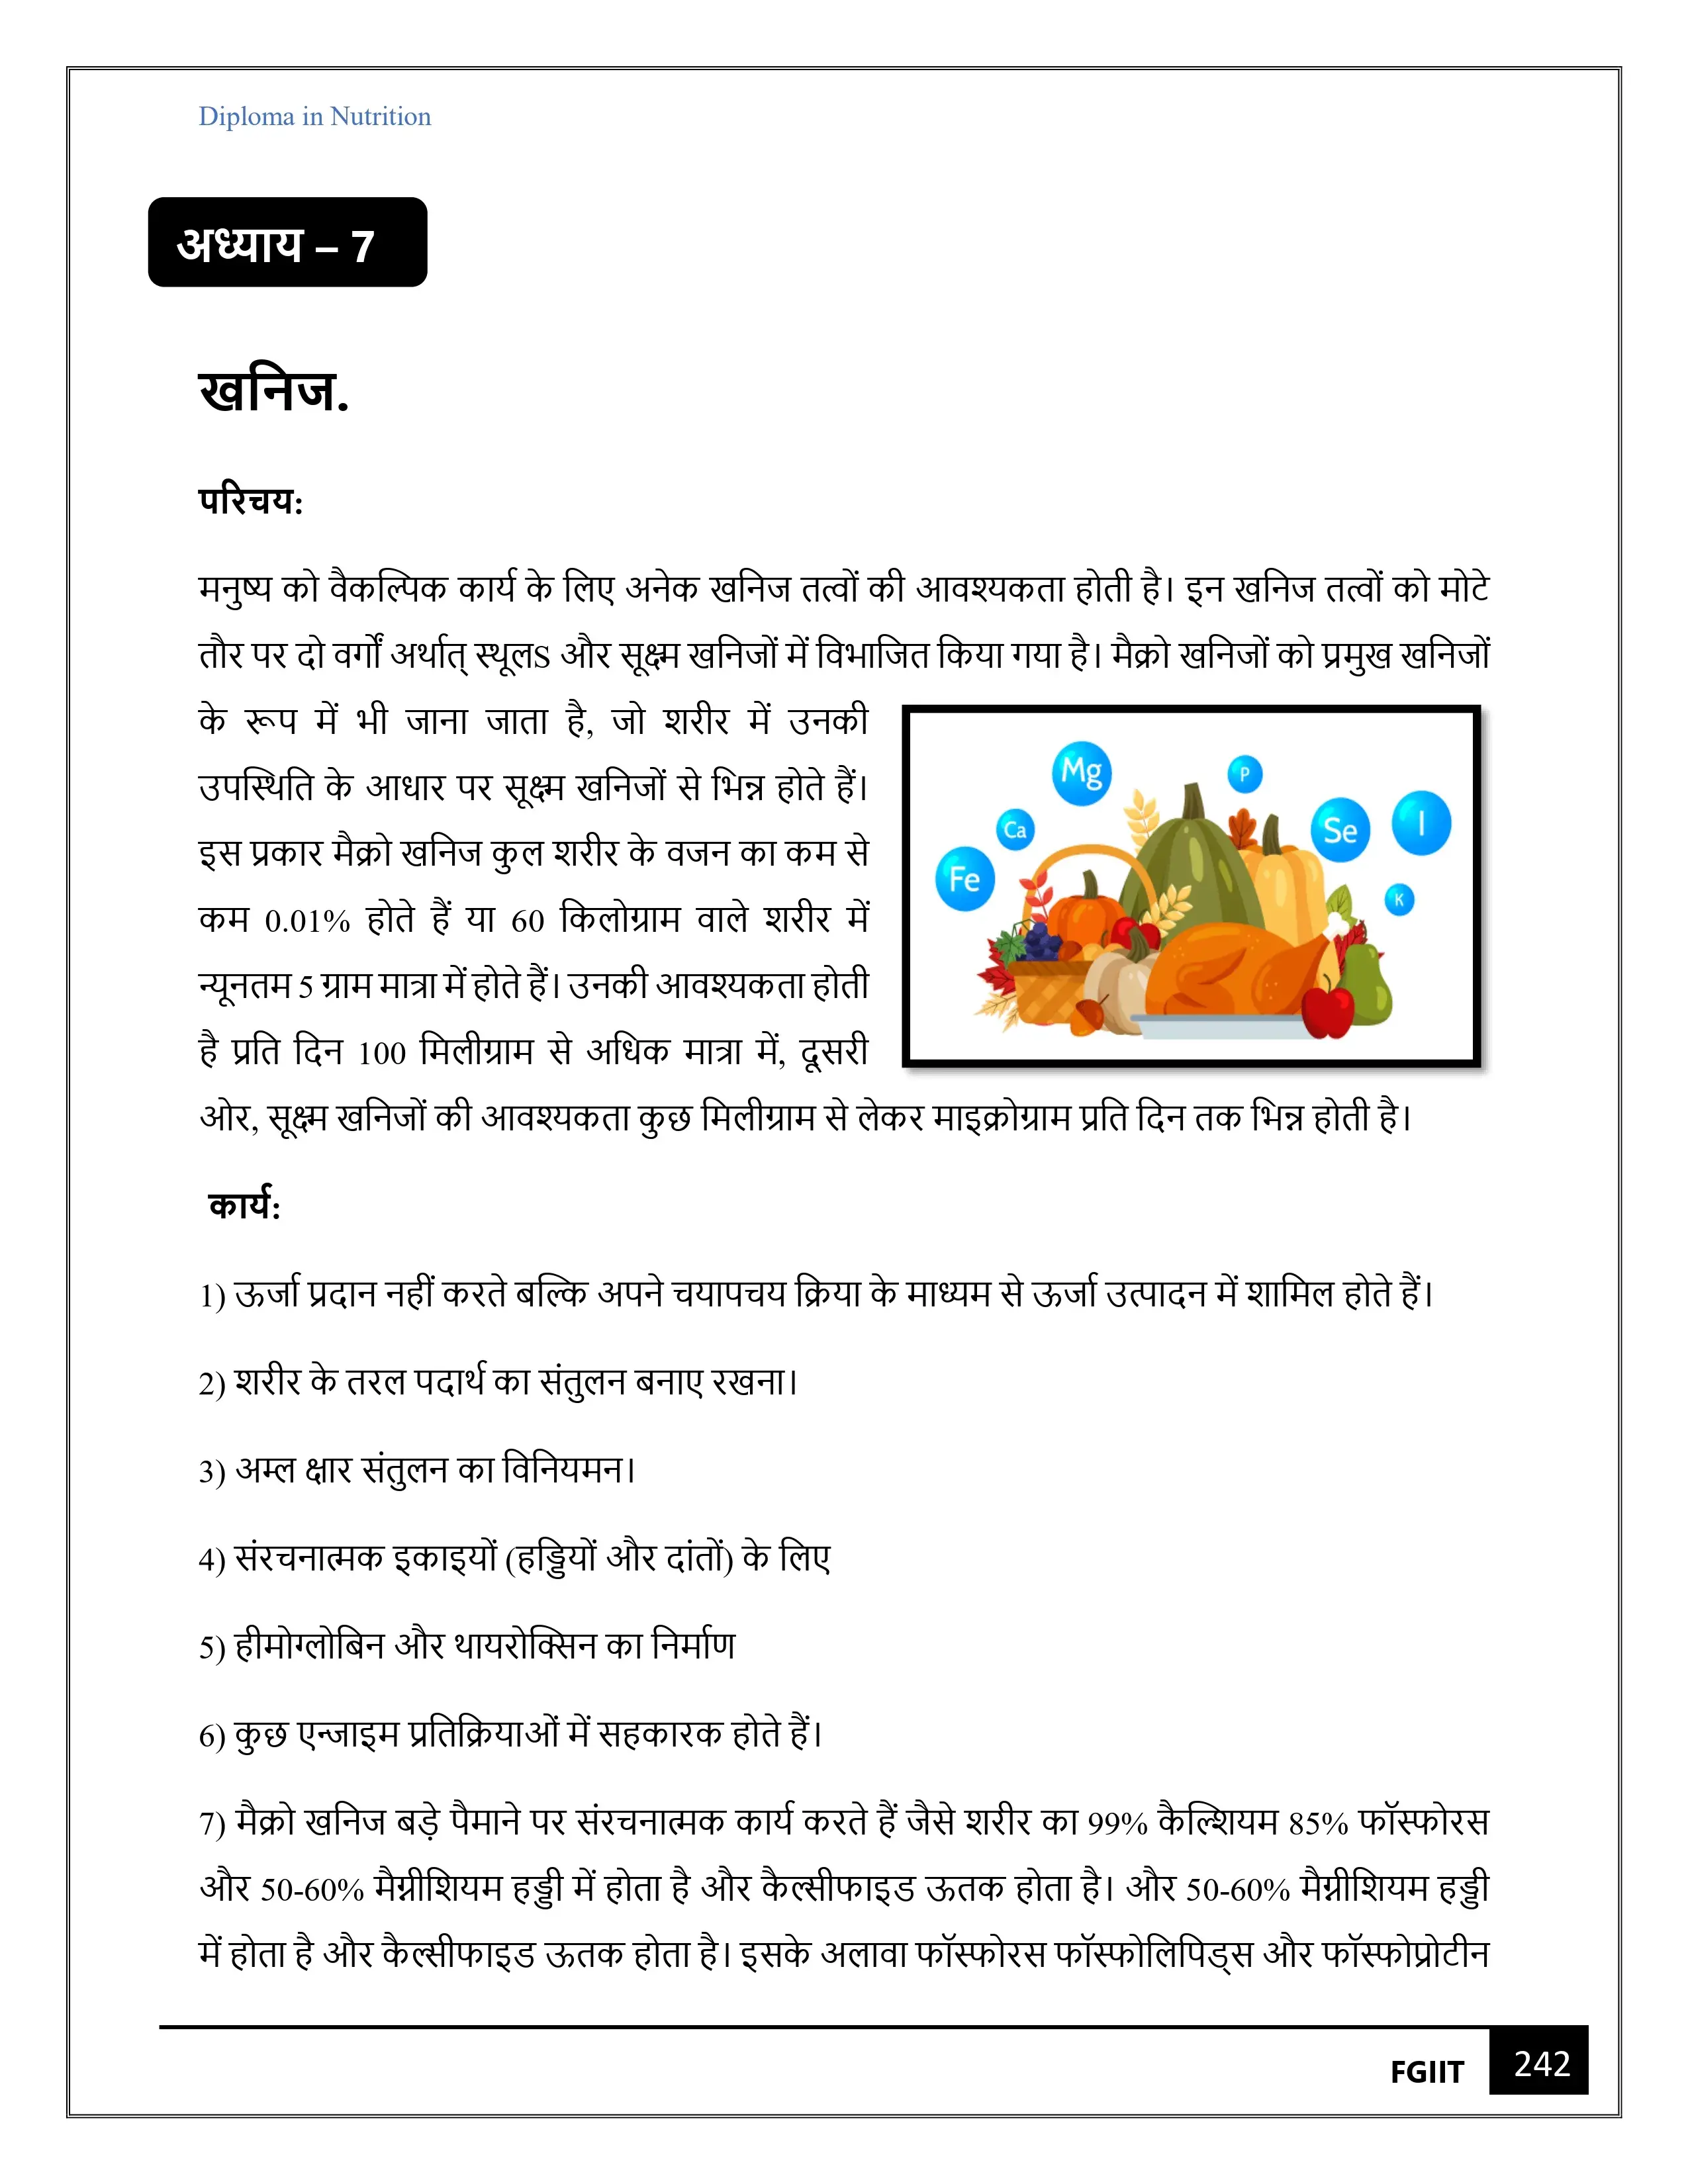 Diploma in Nutrition
अध्याय – 7
खनिज.
परिचय:
मनुष्य को वैकल्पिक कार्य के लिए अनेक खनिज तत्वों की आवश्यकता होती है। इन खनिज तत्वों को मोटे
तौर पर दो वर्गों अर्थात् स्थूलS और सूक्ष्म खनिजों में विभाजित किया गया है। मैक्रो खनिजों को प्रमुख खनिजों
के रूप में भी जाना जाता है, जो शरीर में उनकी
उपस्थिति के आधार पर सूक्ष्म खनिजों से भिन्न होते हैं।
इस प्रकार मैक्रो खनिज कुल शरीर के वजन का कम से
कम 0.01% होते हैं या 60 किलोग्राम वाले शरीर में
न्यूनतम 5 ग्राम मात्रा में होते हैं। उनकी आवश्यकता होती
है प्रति दिन 100 मिलीग्राम से अधिक मात्रा में, दूसरी
Mg
P
Ca
Se
I
Fe
K
ओर, सूक्ष्म खनिजों की आवश्यकता कुछ मिलीग्राम से लेकर माइक्रोग्राम प्रति दिन तक भिन्न होती है।
कार्य:
1) ऊर्जा प्रदान नहीं करते बल्कि अपने चयापचय क्रिया के माध्यम से ऊर्जा उत्पादन में शामिल होते हैं।
2) शरीर के तरल पदार्थ का संतुलन बनाए रखना।
3) अम्ल क्षार संतुलन का विनियमन।
4) संरचनात्मक इकाइयों (हड्डियों और दांतों) के लिए
5) हीमोग्लोबिन और थायरोक्सिन का निर्माण
6) कुछ एन्जाइम प्रतिक्रियाओं में सहकारक होते हैं।
7) मैक्रो खनिज बड़े पैमाने पर संरचनात्मक कार्य करते हैं जैसे शरीर का 99% कैल्शियम 85% फॉस्फोरस
और 50-60% मैग्नीशियम हड्डी में होता है और कैल्सीफाइड ऊतक होता है। और 50-60% मैग्नीशियम हड्डी
में होता है और कैल्सीफाइड ऊतक होता है। इसके अलावा फॉस्फोरस फॉस्फोलिपिड्स और फॉस्फोप्रोटीन
FGIIT 242